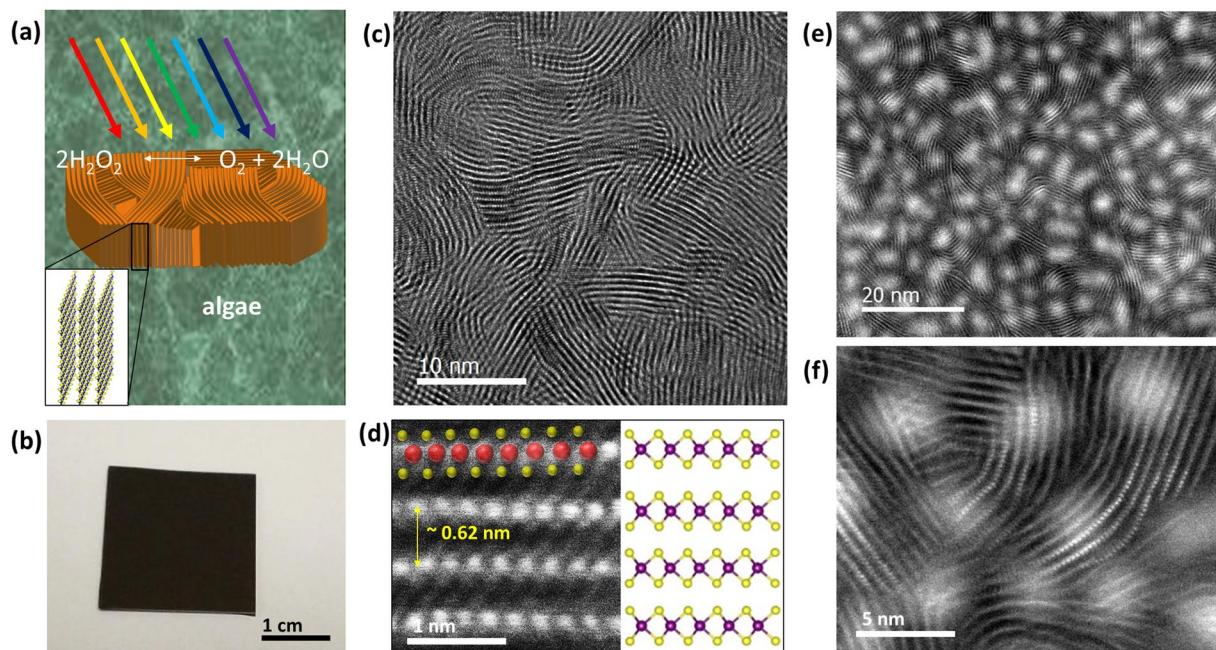 (a)
2H₂O₂ O₂ + 2H₂O
algae
(b)
1 cm
(c)
10 nm
(d)
~ 0.62 nm
1 nm
(e)
20 nm
(f)
5 nm